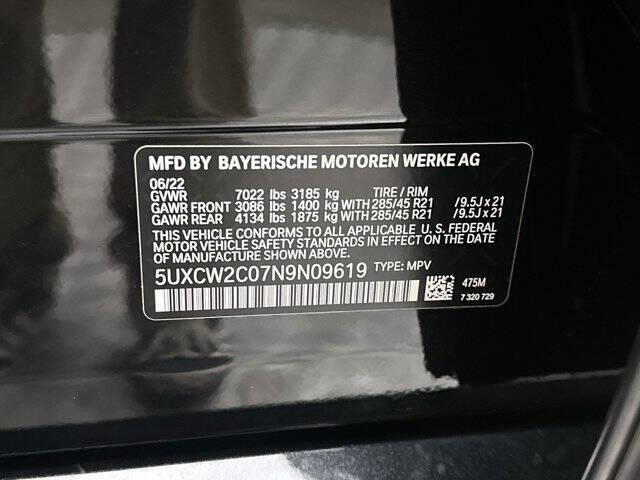 MFD BY BAYERISCHE MOTOREN WERKE AG
06/22
GVWR 7022 lbs 3185 kg TIRE / RIM
GAWR FRONT 3086 lbs 1400 kg WITH 285/45 R21 /9.5J x 21
GAWR REAR 4134 lbs 1875 kg WITH 285/45 R21 /9.5J x 21
THIS VEHICLE CONFORMS TO ALL APPLICABLE U. S. FEDERAL
MOTOR VEHICLE SAFETY STANDARDS IN EFFECT ON THE DATE
OF MANUFACTURE SHOWN ABOVE.
5UXCW2C07N9N09619 TYPE: MPV
475M
7 320 729